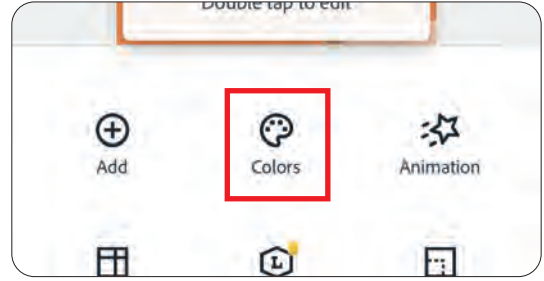 Double tap to edit
Add
Colors
Animation
L